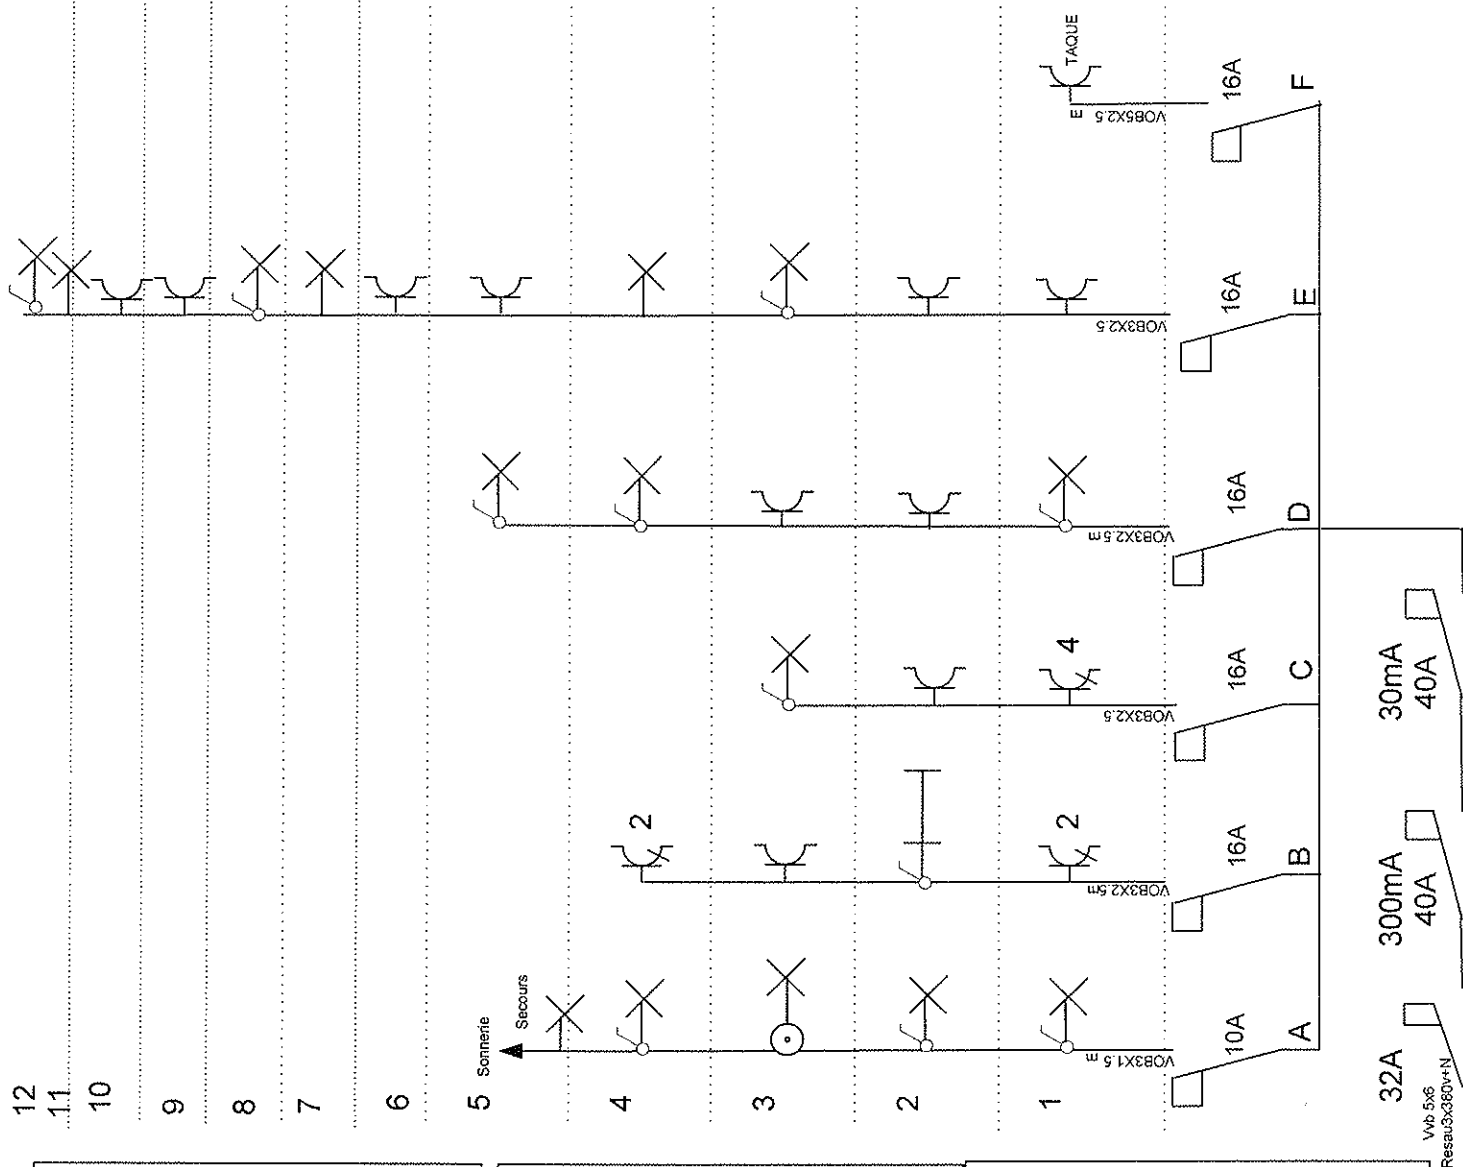 12
11
10
9
8
7
6
5
4
3
2
1
Sonnerie
Secours
2
2
4
TAQUE
E
VOB3X1.5 m
VOB3X2.5m
VOB3X2.5
VOB3X2.5 m
VOB3X2.5
VOB5X2.5
10A
16A
16A
16A
16A
16A
A
B
C
D
E
F
32A
300mA
40A
30mA
40A
Vvb 5x6
Resau3x380v+N